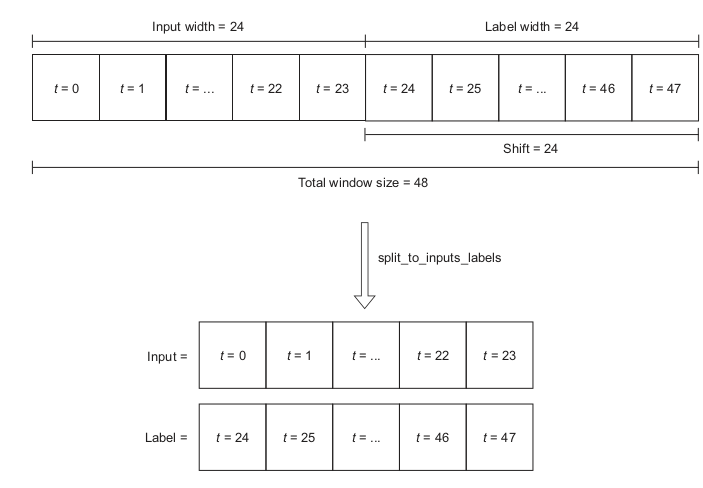 Input width = 24 Label width = 24
t = 0 t = 1 t = ... t = 22 t = 23 t = 24 t = 25 t = ... t = 46 t = 47
Shift = 24
Total window size = 48
split_to_inputs_labels
Input = t = 0 t = 1 t = ... t = 22 t = 23
Label = t = 24 t = 25 t = ... t = 46 t = 47